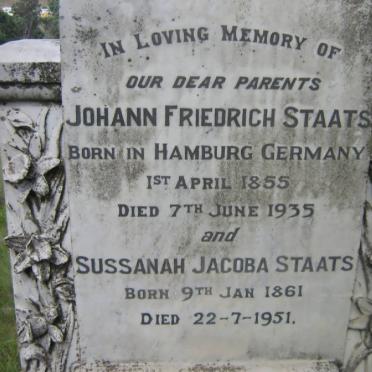 IN LOVING MEMORY OF
OUR DEAR PARENTS
JOHANN FRIEDRICH STAATS
BORN IN HAMBURG GERMANY
1ST APRIL 1855
DIED 7TH JUNE 1935
and
SUSSANAH JACOBA STAATS
BORN 9TH JAN 1861
DIED 22-7-1951.